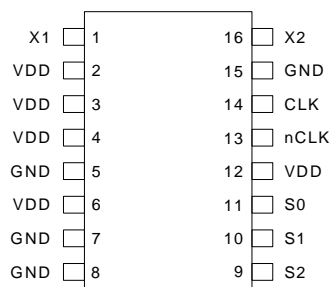 X1 1 16 X2
VDD 2 15 GND
VDD 3 14 CLK
VDD 4 13 nCLK
GND 5 12 VDD
VDD 6 11 S0
GND 7 10 S1
GND 8 9 S2